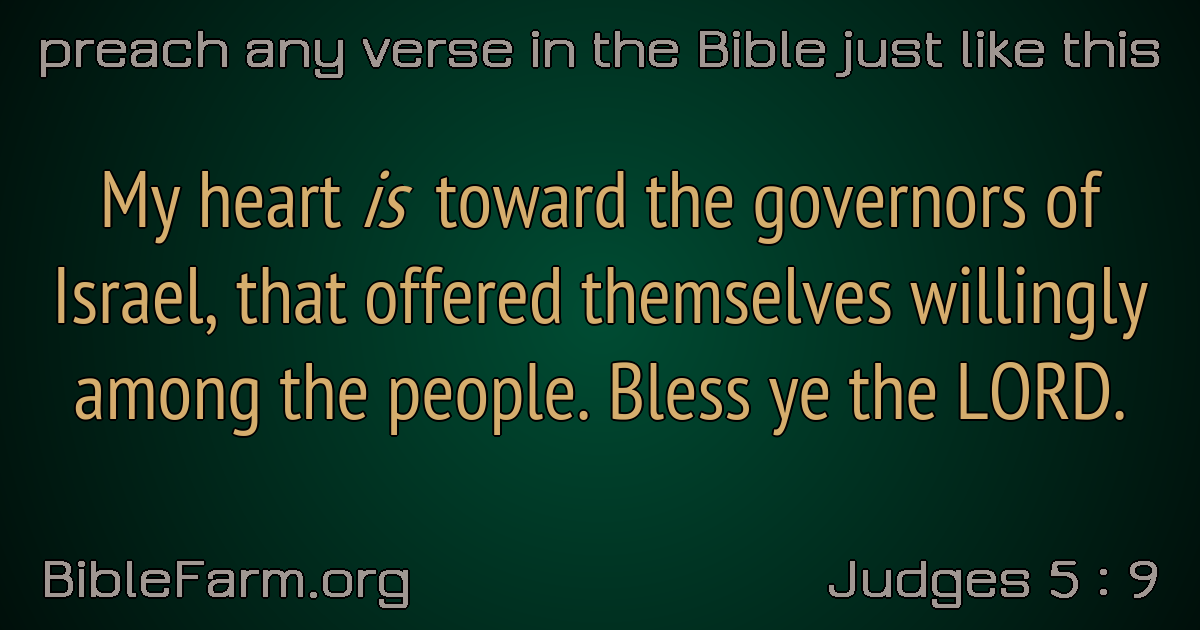 preach any verse in the Bible just like this
My heart is toward the governors of
Israel, that offered themselves willingly
among the people. Bless ye the LORD.
BibleFarm.org
Judges 5 : 9